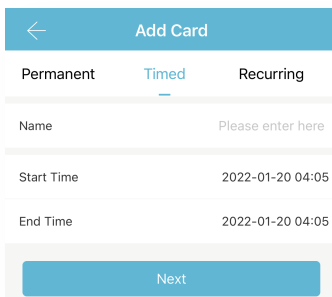 Add Card
Permanent Timed Recurring
Name Please enter here
Start Time 2022-01-20 04:05
End Time 2022-01-20 04:05
Next